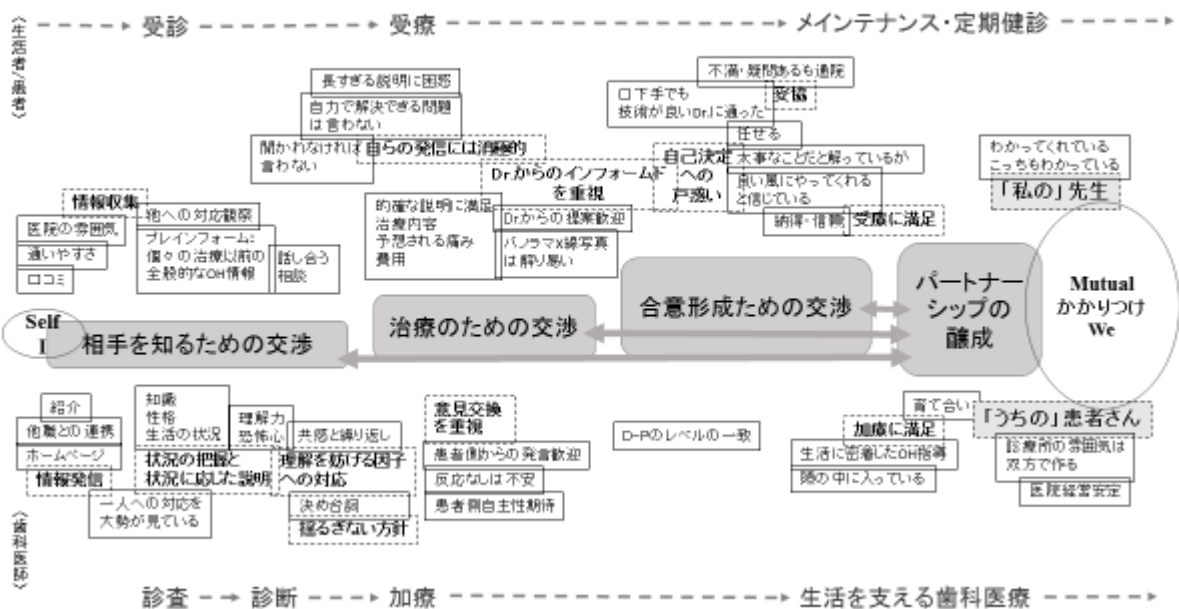 〈生活者/患者〉
受診
受療
メインテナンス・定期健診
長すぎる説明に困惑
自力で解決できる問題
は言わない
聞かれなければ
言わない
自らの発信には消極的
不満・疑問あるも通院
妥協
口下手でも
技術が良いDr.に通った
任せる
大事なことだと解っているが
自己決定
への
戸惑い
良い風にやってくれる
と信じている
納得・信頼
受療に満足
わかってくれている
こっちもわかっている
「私の」先生
Dr.からのインフォームド
を重視
Dr.からの提案歓迎
パノラマX線写真
は解り易い
的確な説明に満足
治療内容
予想される痛み
費用
情報収集
医院の雰囲気
通いやすさ
口コミ
他への対応観察
プレインフォーム:
個々の治療以前の
全般的なOH情報
話し合う
相談
Self
I
相手を知るための交渉
治療のための交渉
合意形成ための交渉
パートナー
シップの
醸成
Mutual
かかりつけ
We
紹介
他職との連携
ホームページ
情報発信
一人への対応を
大勢が見ている
知識
性格
生活の状況
状況の把握と
状況に応じた説明
理解力
恐怖心
共感と繰り返し
理解を妨げる因子
への対応
決め台詞
揺るぎない方針
意見交換
を重視
患者側からの発言歓迎
反応なしは不安
患者側自主性期待
D-Pのレベルの一致
育て合い
加療に満足
生活に密着したOH指導
隣の中に入っている
「うちの」患者さん
診療所の雰囲気は
双方で作る
医院経営安定
〈歯科医師〉
診査
診断
加療
生活を支える歯科医療